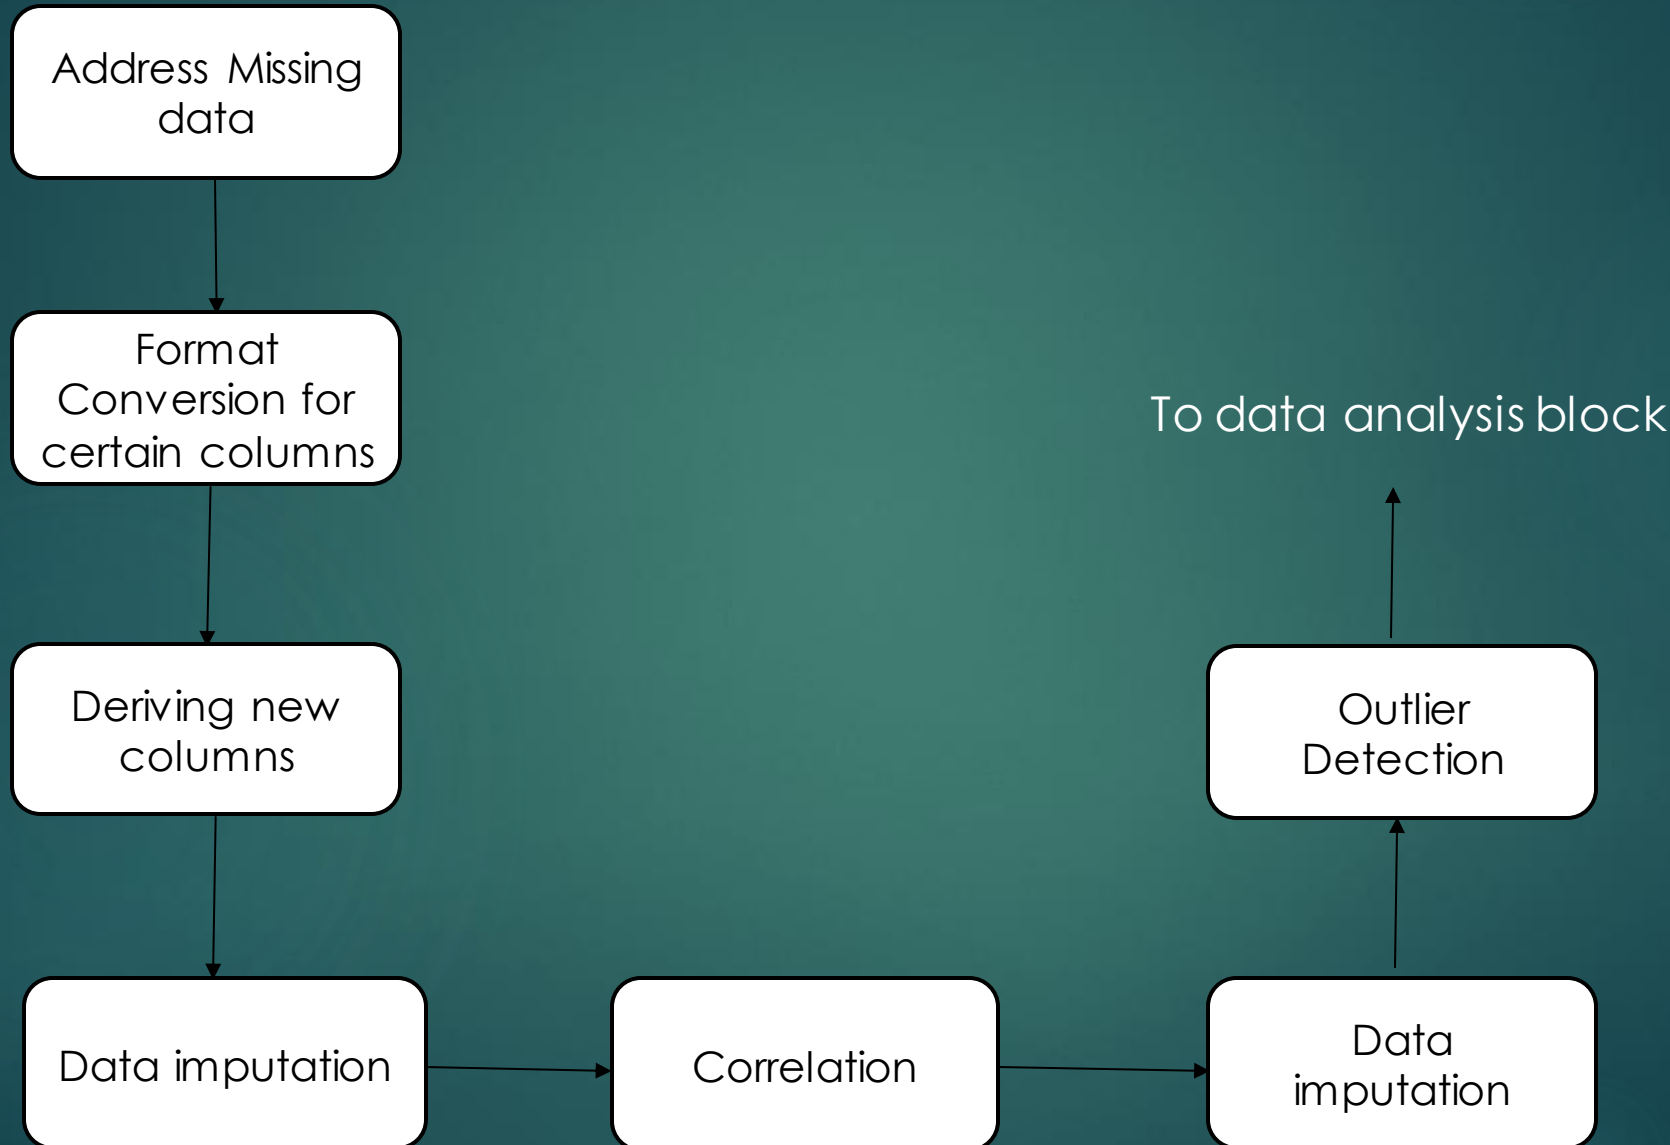 Address Missing
data
Format
Conversion for
certain columns
Deriving new
columns
Data imputation
Correlation
Data
imputation
Outlier
Detection
To data analysis block